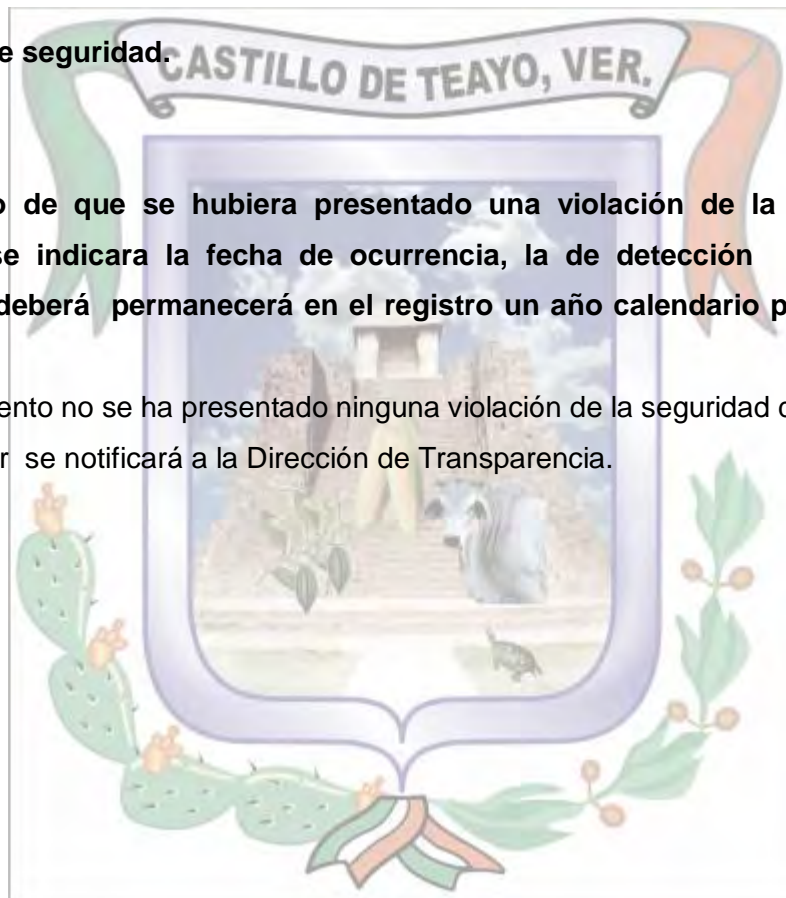 e seguridad.
CASTILLO DE TEAYO, VER.
o de que se hubiera presentado una violación de la
se indicara la fecha de ocurrencia, la de detección
deberá permanecerá en el registro un año calendario p
ento no se ha presentado ninguna violación de la seguridad
r se notificará a la Dirección de Transparencia.